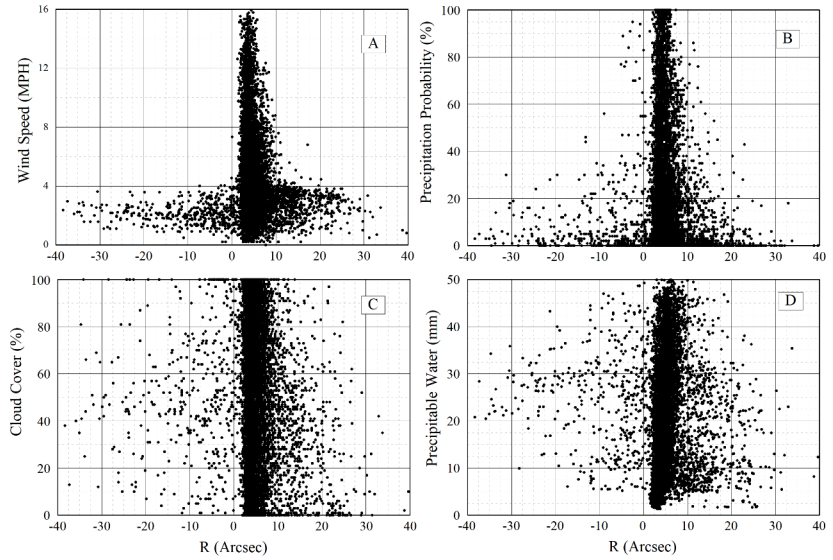 16
12
8
4
0
Wind Speed (MPH)
A
-40 -30 -20 -10 0 10 20 30 40
100
80
60
40
20
0
Precipitation Probability (%)
B
-40 -30 -20 -10 0 10 20 30 40
100
80
60
40
20
0
Cloud Cover (%)
C
-40 -30 -20 -10 0 10 20 30 40
R (Arcsec)
50
40
30
20
10
0
Precipitable Water (mm)
D
-40 -30 -20 -10 0 10 20 30 40
R (Arcsec)